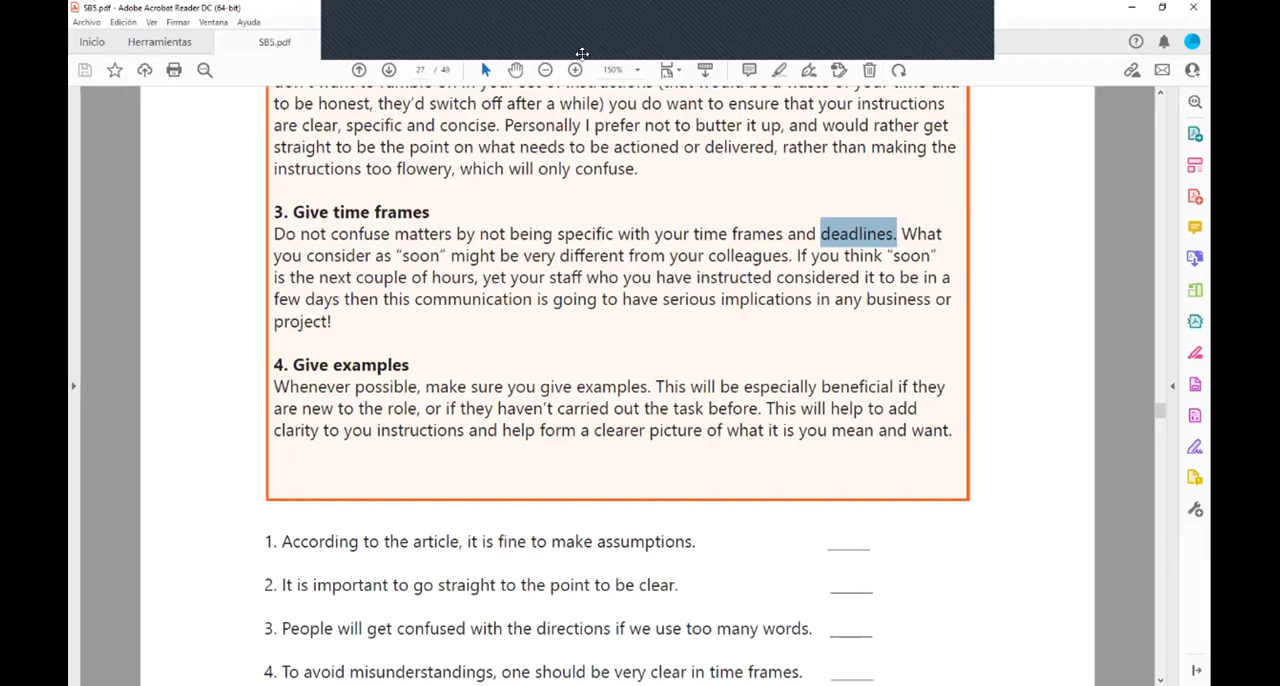 SB5.pdf - Adobe Acrobat Reader DC (64-bit)
Archivo Edición Ver Firmar Ventana Ayuda
Inicio Herramientas SB5.pdf
27 / 49 150%
to be honest, they'd switch off after a while) you do want to ensure that your instructions
are clear, specific and concise. Personally I prefer not to butter it up, and would rather get
straight to be the point on what needs to be actioned or delivered, rather than making the
instructions too flowery, which will only confuse.
3. Give time frames
Do not confuse matters by not being specific with your time frames and deadlines. What
you consider as “soon” might be very different from your colleagues. If you think “soon”
is the next couple of hours, yet your staff who you have instructed considered it to be in a
few days then this communication is going to have serious implications in any business or
project!
4. Give examples
Whenever possible, make sure you give examples. This will be especially beneficial if they
are new to the role, or if they haven't carried out the task before. This will help to add
clarity to you instructions and help form a clearer picture of what it is you mean and want.
1. According to the article, it is fine to make assumptions. _____
2. It is important to go straight to the point to be clear. _____
3. People will get confused with the directions if we use too many words. _____
4. To avoid misunderstandings, one should be very clear in time frames. _____